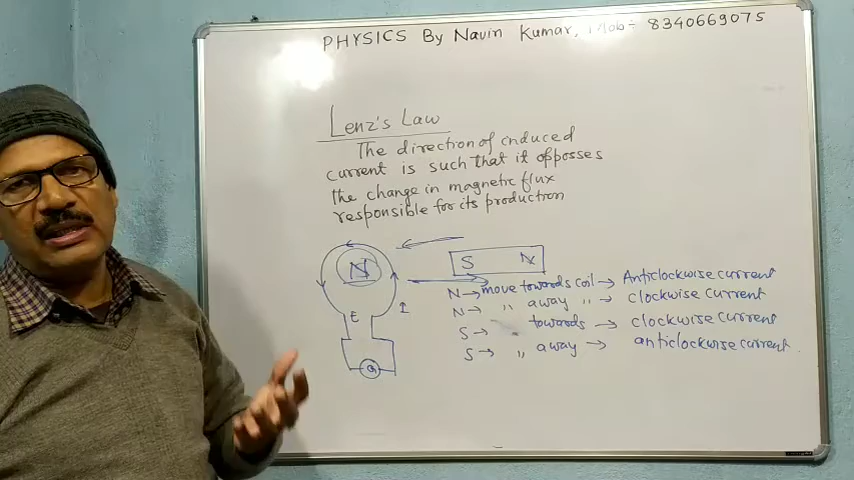 PHYSICS By Navin Kumar, Mob÷ 8340669075
Lenz's Law
The direction of induced
current is such that it opposses
the change in magnetic flux
responsible for its production
N
S N
E I
G
N → move towards coil → Anticlockwise current
N → ,, away ,, → clockwise current
S → ,, towards → clockwise current
S → ,, away → anticlockwise current.